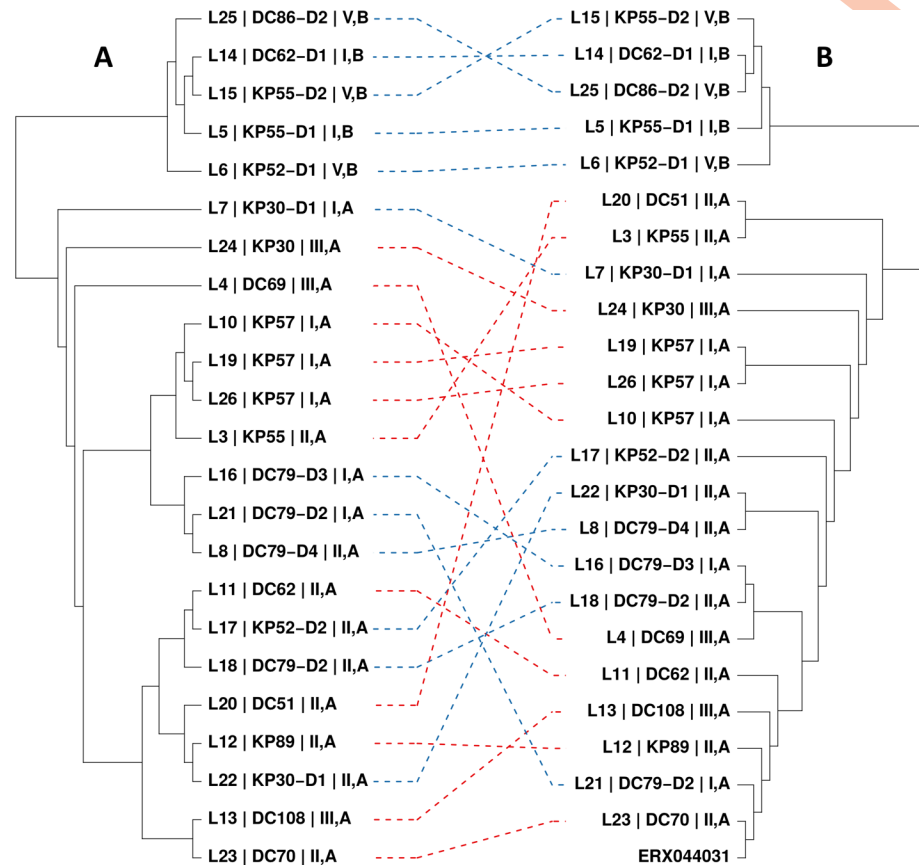 L25 | DC86−D2 | V,B
L14 | DC62−D1 | I,B
L15 | KP55−D2 | V,B
L5 | KP55−D1 | I,B
L6 | KP52−D1 | V,B
L7 | KP30−D1 | I,A
L24 | KP30 | III,A
L4 | DC69 | III,A
L10 | KP57 | I,A
L19 | KP57 | I,A
L26 | KP57 | I,A
L3 | KP55 | II,A
L16 | DC79−D3 | I,A
L21 | DC79−D2 | I,A
L8 | DC79−D4 | II,A
L11 | DC62 | II,A
L17 | KP52−D2 | II,A
L18 | DC79−D2 | II,A
L20 | DC51 | II,A
L12 | KP89 | II,A
L22 | KP30−D1 | II,A
L13 | DC108 | III,A
L23 | DC70 | II,A
A
L15 | KP55−D2 | V,B
L14 | DC62−D1 | I,B
L25 | DC86−D2 | V,B
L5 | KP55−D1 | I,B
L6 | KP52−D1 | V,B
L20 | DC51 | II,A
L3 | KP55 | II,A
L7 | KP30−D1 | I,A
L24 | KP30 | III,A
L19 | KP57 | I,A
L26 | KP57 | I,A
L10 | KP57 | I,A
L17 | KP52−D2 | II,A
L22 | KP30−D1 | II,A
L8 | DC79−D4 | II,A
L16 | DC79−D3 | I,A
L18 | DC79−D2 | II,A
L4 | DC69 | III,A
L11 | DC62 | II,A
L13 | DC108 | III,A
L12 | KP89 | II,A
L21 | DC79−D2 | I,A
L23 | DC70 | II,A
ERX044031
B